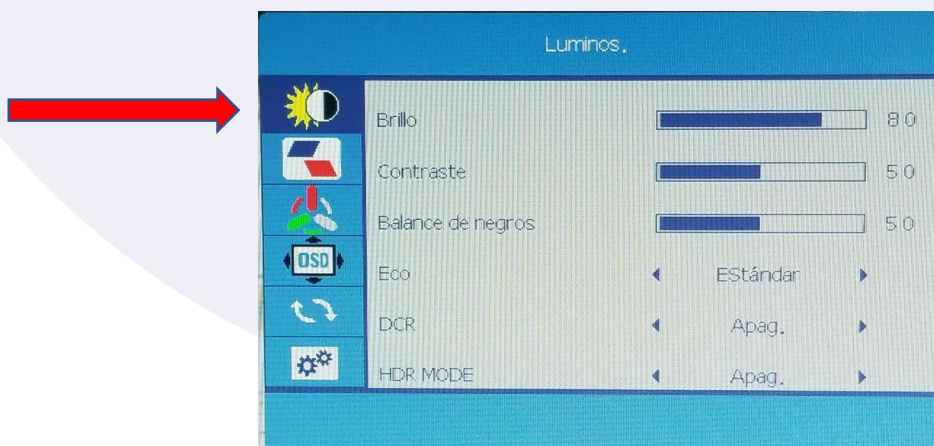 Luminos.
Brillo 80
Contraste 50
Balance de negros 50
OSD
Eco EStándar
DCR Apag.
HDR MODE Apag.